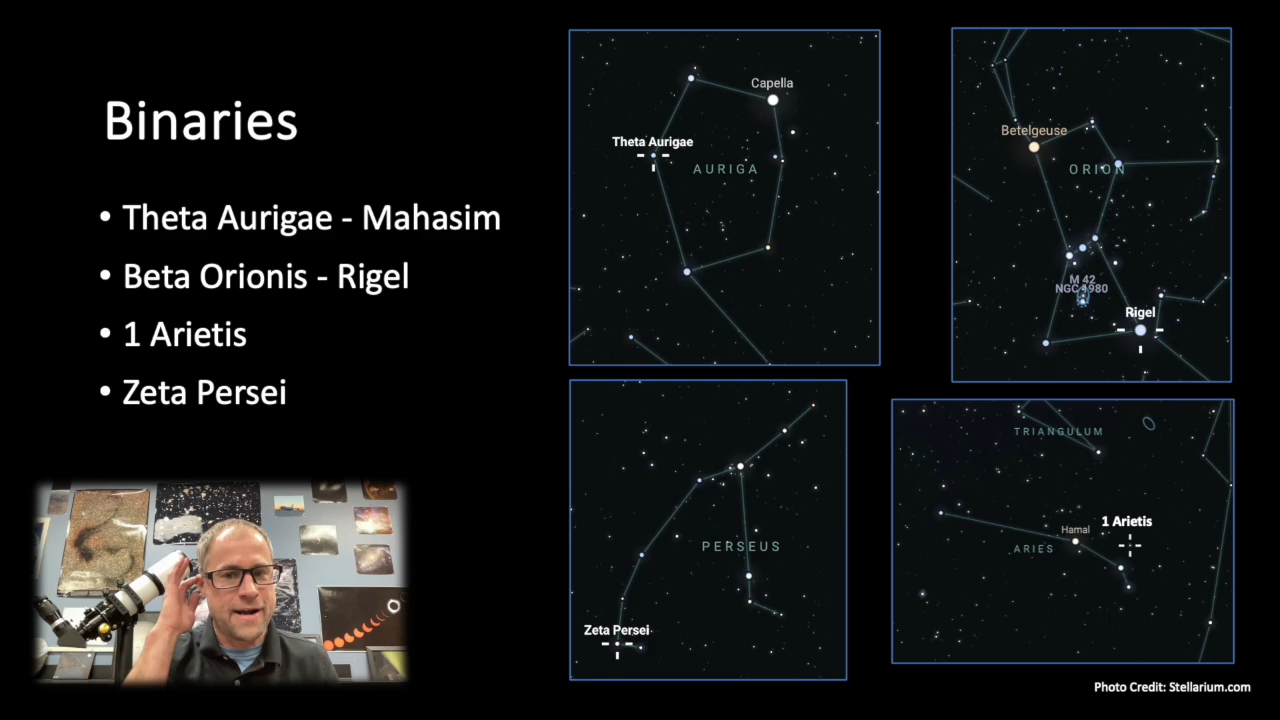 Binaries
• Theta Aurigae - Mahasim
• Beta Orionis - Rigel
• 1 Arietis
• Zeta Persei
Capella
Theta Aurigae
AURIGA
Betelgeuse
ORION
M 42
NGC 1980
Rigel
PERSEUS
Zeta Persei
TRIANGULUM
Hamal
1 Arietis
ARIES
Photo Credit: Stellarium.com